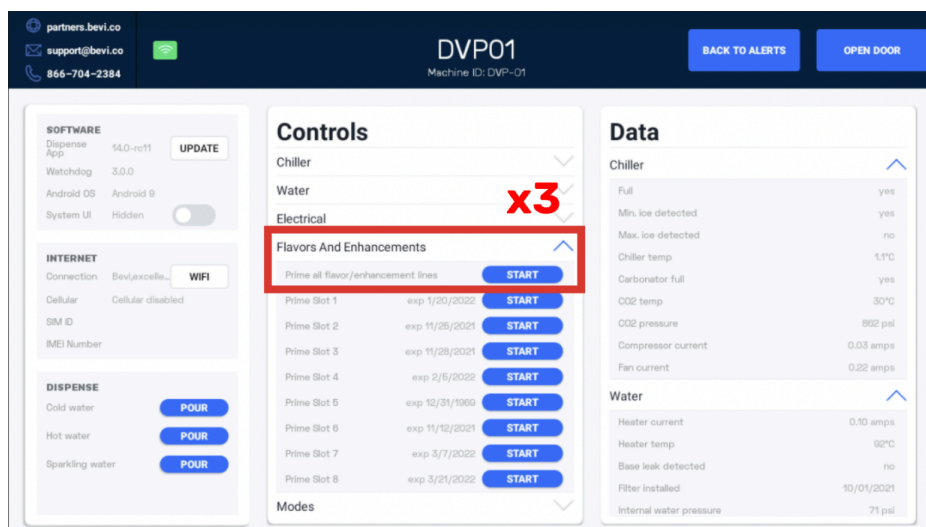 partners.bevi.co
support@bevi.co
866-704-2384
DVP01
Machine ID: DVP-01
BACK TO ALERTS
OPEN DOOR
SOFTWARE
Dispense App 14.0-rc11 UPDATE
Watchdog 3.0.0
Android OS Android 9
System UI Hidden
INTERNET
Connection Bevi,excelle... WIFI
Cellular Cellular disabled
SIM ID
IMEI Number
DISPENSE
Cold water POUR
Hot water POUR
Sparkling water POUR
Controls
Chiller
Water
x3
Electrical
Flavors And Enhancements
Prime all flavor/enhancement lines START
Prime Slot 1 exp 1/20/2022 START
Prime Slot 2 exp 11/25/2021 START
Prime Slot 3 exp 11/28/2021 START
Prime Slot 4 exp 2/5/2022 START
Prime Slot 5 exp 12/31/1969 START
Prime Slot 6 exp 11/12/2021 START
Prime Slot 7 exp 3/7/2022 START
Prime Slot 8 exp 3/21/2022 START
Modes
Data
Chiller
Full yes
Min. ice detected yes
Max. ice detected no
Chiller temp 1.1°C
Carbonator full yes
CO2 temp 30°C
CO2 pressure 862 psi
Compressor current 0.03 amps
Fan current 0.22 amps
Water
Heater current 0.10 amps
Heater temp 92°C
Base leak detected no
Filter installed 10/01/2021
Internal water pressure 71 psi